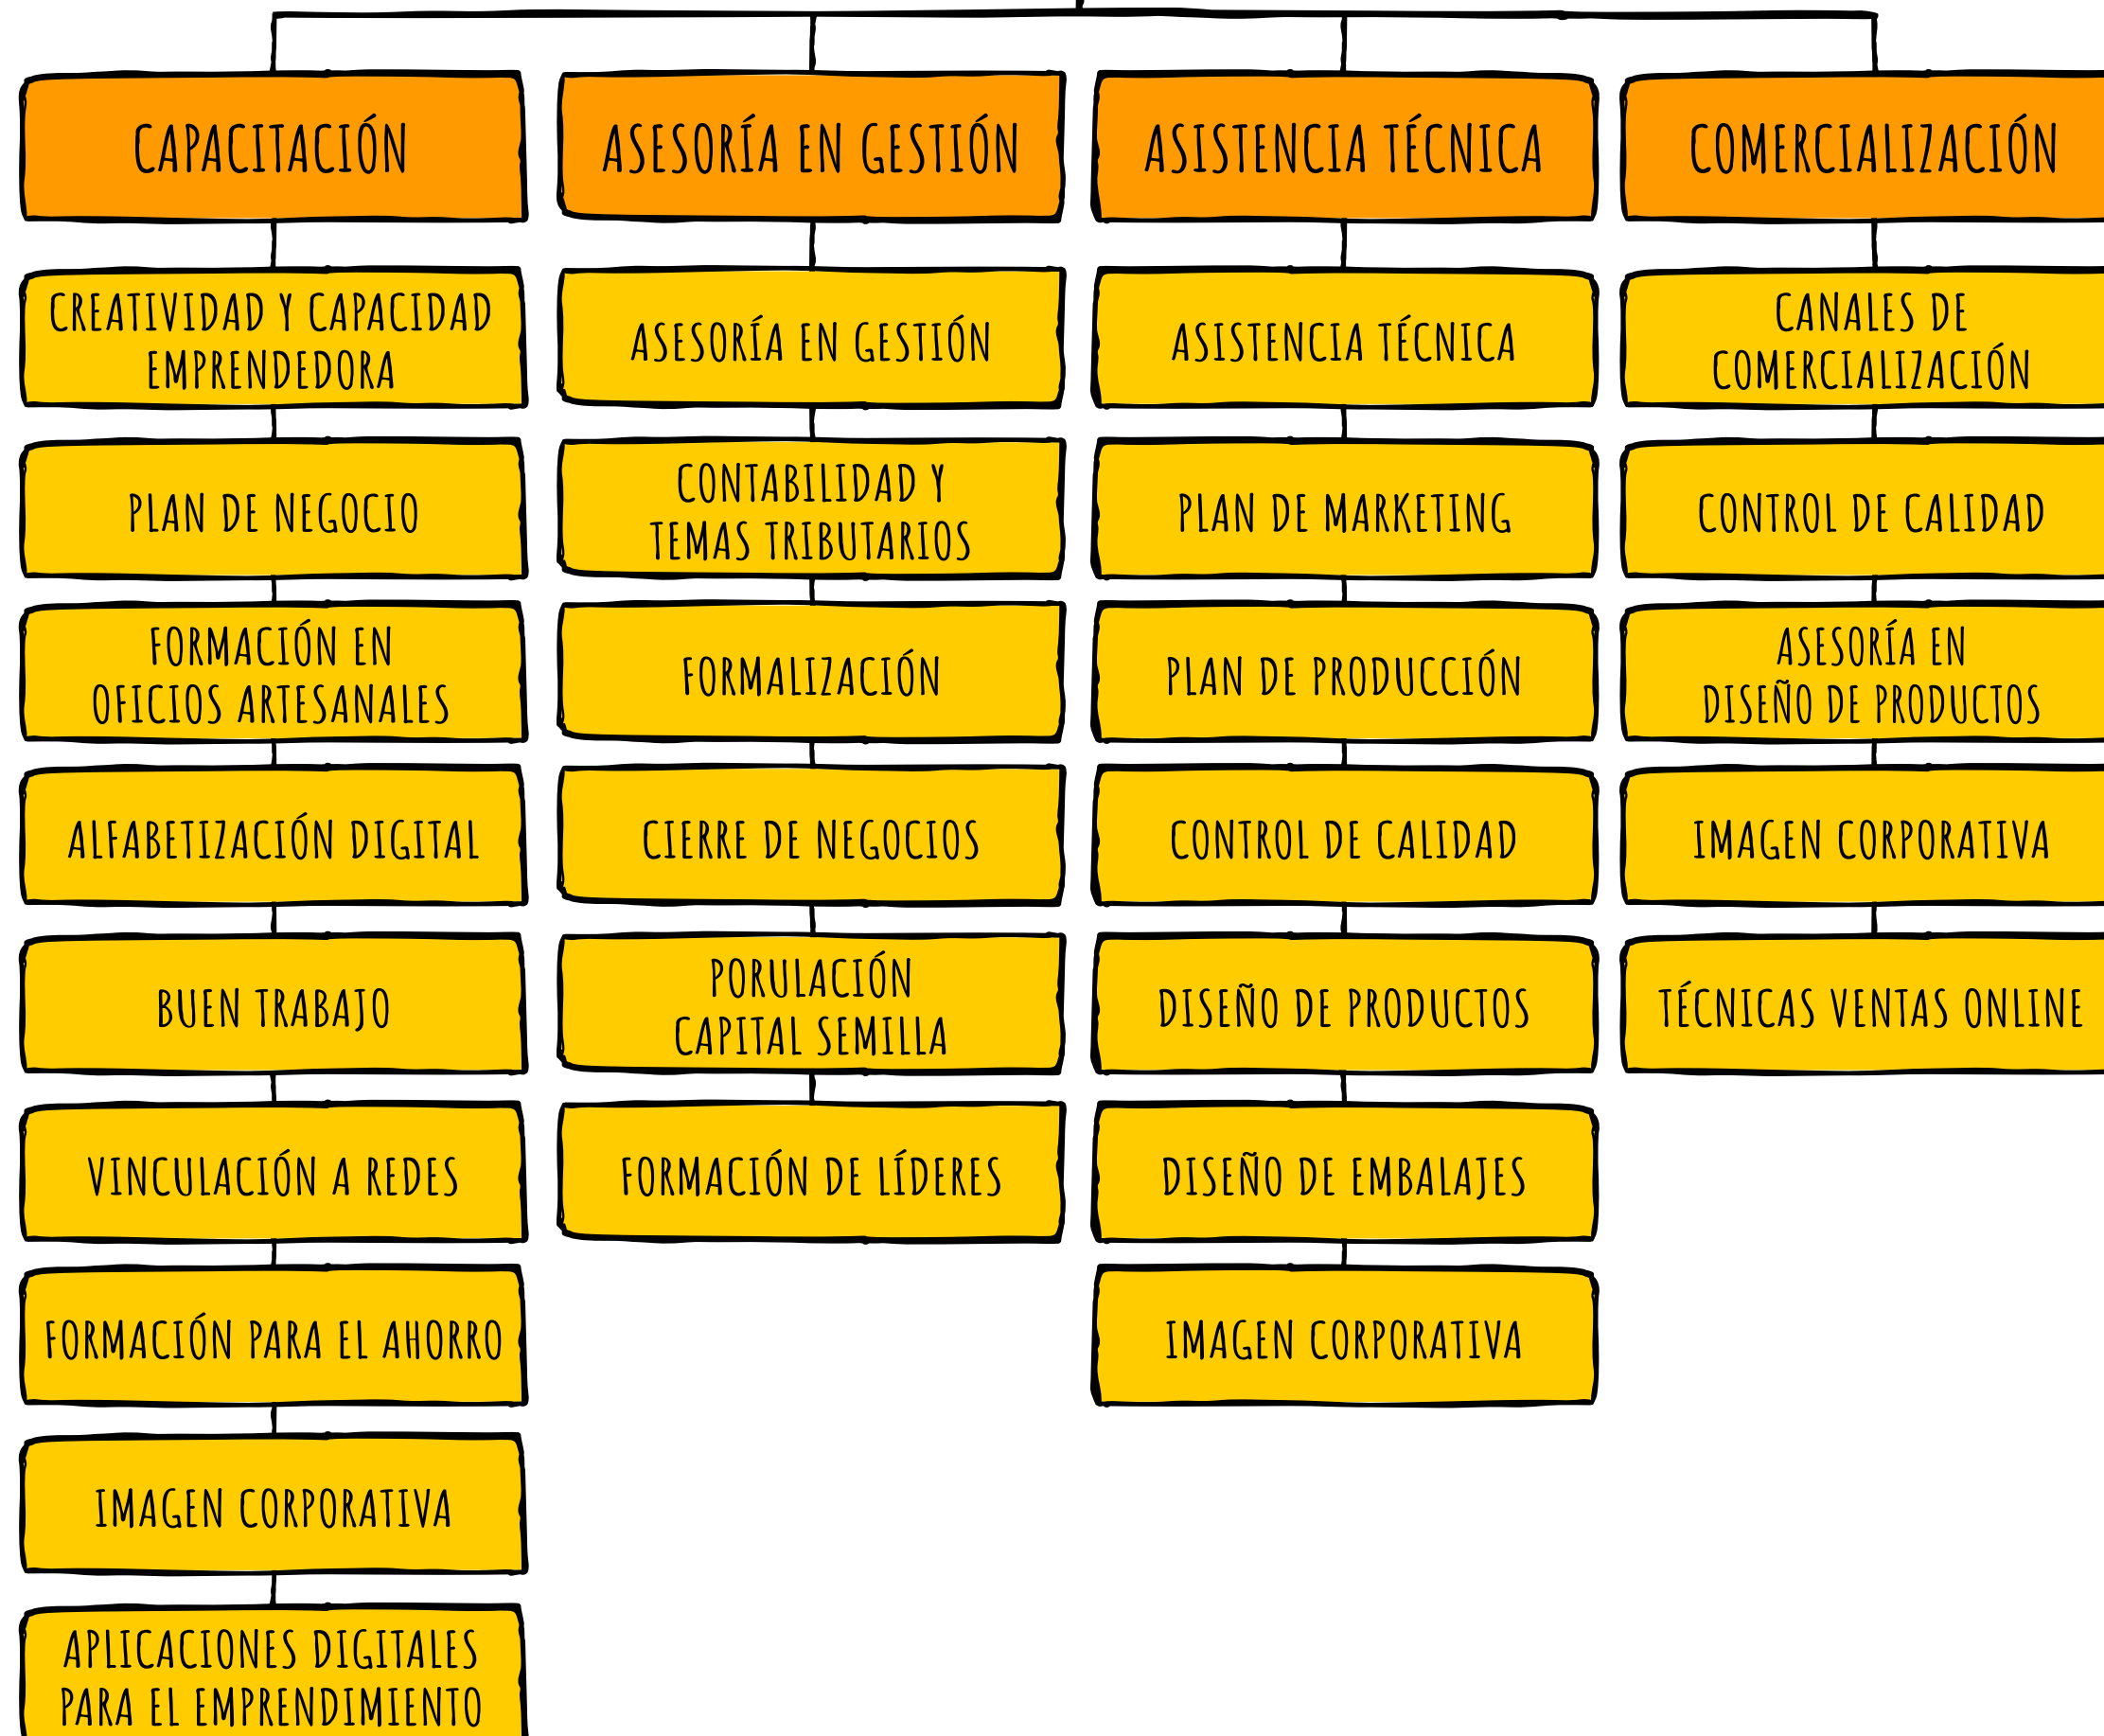 CAPACITACIÓN
CREATIVIDAD Y CAPACIDAD
EMPRENDEDORA
PLAN DE NEGOCIO
FORMACIÓN EN
OFICIOS ARTESANALES
ALFABETIZACIÓN DIGITAL
BUEN TRABAJO
VINCULACIÓN A REDES
FORMACIÓN PARA EL AHORRO
IMAGEN CORPORATIVA
APLICACIONES DIGITALES
PARA EL EMPRENDIMIENTO
ASESORÍA EN GESTIÓN
ASESORÍA EN GESTIÓN
CONTABILIDAD Y
TEMAS TRIBUTARIOS
FORMALIZACIÓN
CIERRE DE NEGOCIOS
PORULACIÓN
CAPITAL SEMILLA
FORMACIÓN DE LÍDERES
ASISTENCIA TÉCNICA
ASISTENCIA TÉCNICA
PLAN DE MARKETING
PLAN DE PRODUCCIÓN
CONTROL DE CALIDAD
DISEÑO DE PRODUCTOS
DISEÑO DE EMBALAJES
IMAGEN CORPORATIVA
COMERCIALIZACIÓN
CANALES DE
COMERCIALIZACIÓN
CONTROL DE CALIDAD
ASESORÍA EN
DISEÑO DE PRODUCTOS
IMAGEN CORPORATIVA
TÉCNICAS VENTAS ONLINE